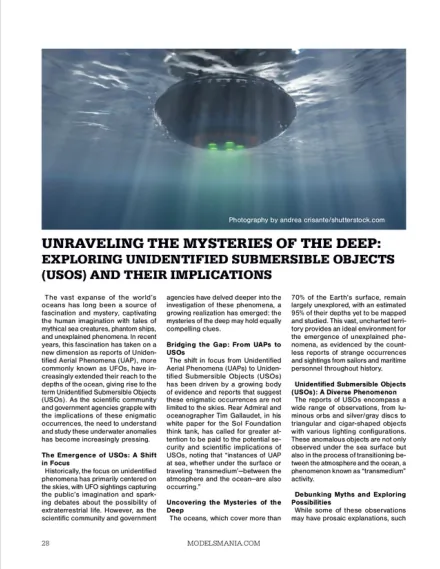 Photography by andrea crisante/shutterstock.com
UNRAVELING THE MYSTERIES OF THE DEEP:
EXPLORING UNIDENTIFIED SUBMERSIBLE OBJECTS
(USOS) AND THEIR IMPLICATIONS
The vast expanse of the world's
oceans has long been a source of
fascination and mystery, captivating
the human imagination with tales of
mythical sea creatures, phantom ships,
and unexplained phenomena. In recent
years, this fascination has taken on a
new dimension as reports of Uniden-
tified Aerial Phenomena (UAP), more
commonly known as UFOs, have in-
creasingly extended their reach to the
depths of the ocean, giving rise to the
term Unidentified Submersible Objects
(USOs). As the scientific community
and government agencies grapple with
the implications of these enigmatic
occurrences, the need to understand
and study these underwater anomalies
has become increasingly pressing.
The Emergence of USOs: A Shift
in Focus
Historically, the focus on unidentified
phenomena has primarily centered on
the skies, with UFO sightings capturing
the public's imagination and spark-
ing debates about the possibility of
extraterrestrial life. However, as the
scientific community and government
agencies have delved deeper into the
investigation of these phenomena, a
growing realization has emerged: the
mysteries of the deep may hold equally
compelling clues.
Bridging the Gap: From UAPs to
USOs
The shift in focus from Unidentified
Aerial Phenomena (UAPs) to Uniden-
tified Submersible Objects (USOs)
has been driven by a growing body
of evidence and reports that suggest
these enigmatic occurrences are not
limited to the skies. Rear Admiral and
oceanographer Tim Gallaudet, in his
white paper for the Sol Foundation
think tank, has called for greater at-
tention to be paid to the potential se-
curity and scientific implications of
USOs, noting that "instances of UAP
at sea, whether under the surface or
traveling 'transmedium'—between the
atmosphere and the ocean—are also
occurring."
Uncovering the Mysteries of the
Deep
The oceans, which cover more than
70% of the Earth's surface, remain
largely unexplored, with an estimated
95% of their depths yet to be mapped
and studied. This vast, uncharted terri-
tory provides an ideal environment for
the emergence of unexplained phe-
nomena, as evidenced by the count-
less reports of strange occurrences
and sightings from sailors and maritime
personnel throughout history.
Unidentified Submersible Objects
(USOs): A Diverse Phenomenon
The reports of USOs encompass a
wide range of observations, from lu-
minous orbs and silver/gray discs to
triangular and cigar-shaped objects
with various lighting configurations.
These anomalous objects are not only
observed under the sea surface but
also in the process of transitioning be-
tween the atmosphere and the ocean, a
phenomenon known as "transmedium"
activity.
Debunking Myths and Exploring
Possibilities
While some of these observations
may have prosaic explanations, such
28
MODELSMANIA.COM